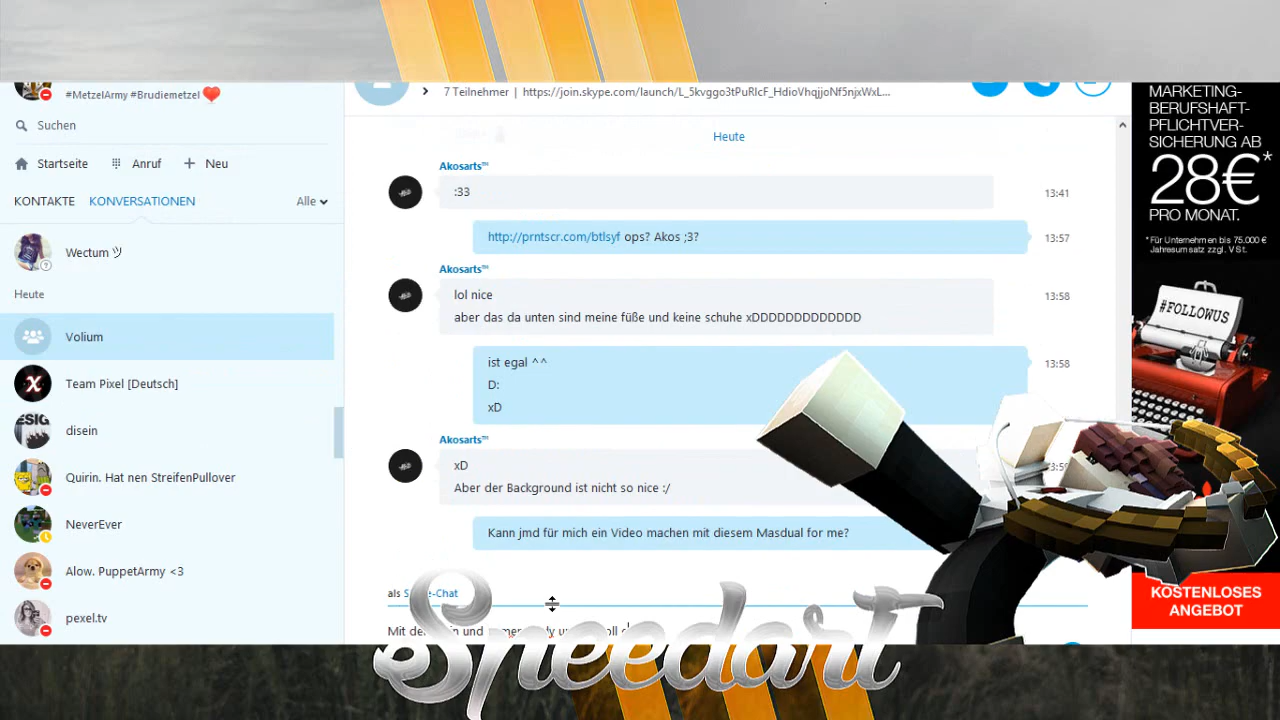 #MetzelArmy #Brudiemetzel
Suchen
Startseite
Anruf
Neu
KONTAKTE
KONVERSATIONEN
Alle
Wectum ツ
Heute
Volium
Team Pixel [Deutsch]
disein
Quirin. Hat nen StreifenPullover
NeverEver
Alow. PuppetArmy <3
pexel.tv
7 Teilnehmer | https://join.skype.com/launch/L_5kvggo3tPuRlcF_HdioVhqjjoNf5njxWxL...
Heute
Akosarts™
:33
13:41
http://prntscr.com/btlsyf ops? Akos ;3?
13:57
Akosarts™
lol nice
13:58
aber das da unten sind meine füße und keine schuhe xDDDDDDDDDDDDD
ist egal ^^
13:58
D:
xD
Akosarts™
xD
Aber der Background ist nicht so nice :/
Kann jmd für mich ein Video machen mit diesem Masdual for me?
als
Speedart
MARKETING-
BERUFSHAFT-
PFLICHTVER-
SICHERUNG AB
28€*
PRO MONAT.
*Für Unternehmen bis 75.000 €
Jahresumsatz zzgl. VSt.
#FOLLOWUS
KOSTENLOSES
ANGEBOT